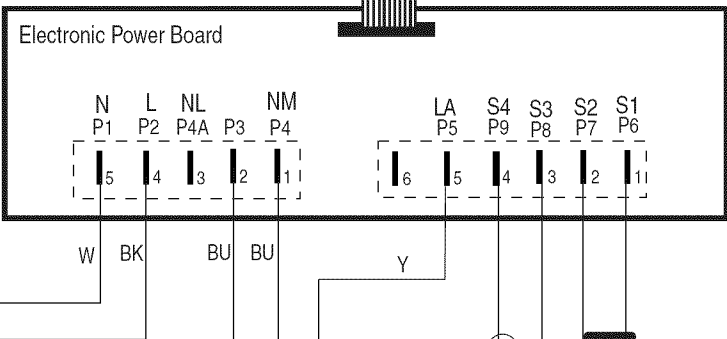 Electronic Power Board
N L NL NM LA S4 S3 S2 S1
P1 P2 P4A P3 P4 P5 P9 P8 P7 P6
5 4 3 2 1 6 5 4 3 2 1
W BK BU BU Y